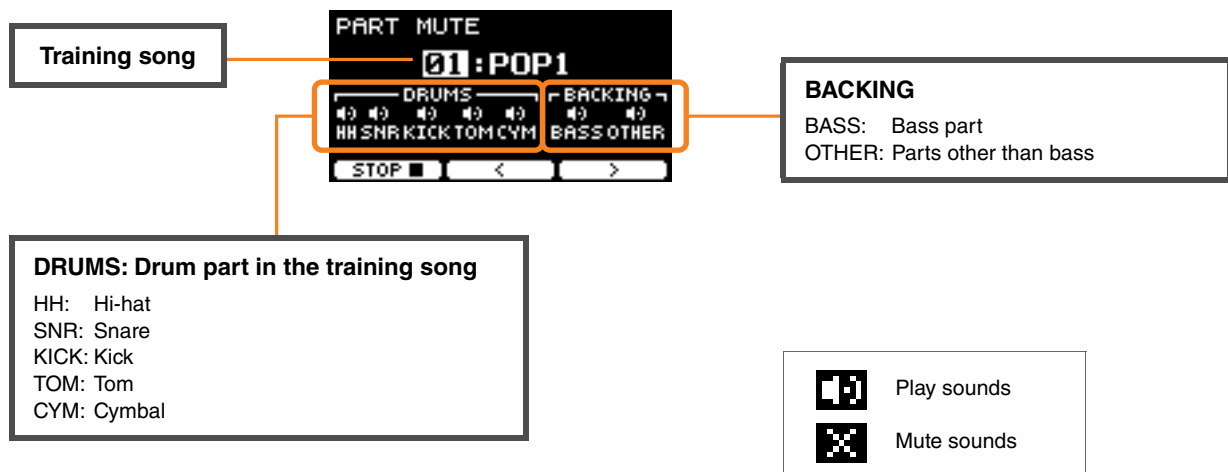 Training song
PART MUTE
01:POP1
DRUMS BACKING
HH SNR KICK TOM CYM BASS OTHER
STOP ■ < >
BACKING
BASS: Bass part
OTHER: Parts other than bass
DRUMS: Drum part in the training song
HH: Hi-hat
SNR: Snare
KICK: Kick
TOM: Tom
CYM: Cymbal
Play sounds
Mute sounds